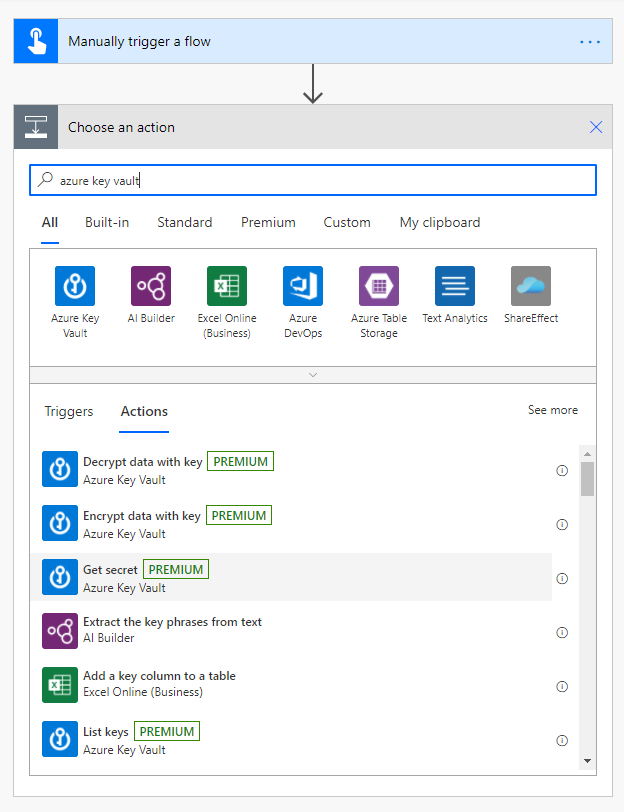 Manually trigger a flow
Choose an action
azure key vault
All Built-in Standard Premium Custom My clipboard
Azure Key Vault
AI Builder
Excel Online (Business)
Azure DevOps
Azure Table Storage
Text Analytics
ShareEffect
Triggers Actions See more
Decrypt data with key PREMIUM
Azure Key Vault
Encrypt data with key PREMIUM
Azure Key Vault
Get secret PREMIUM
Azure Key Vault
Extract the key phrases from text
AI Builder
Add a key column to a table
Excel Online (Business)
List keys PREMIUM
Azure Key Vault